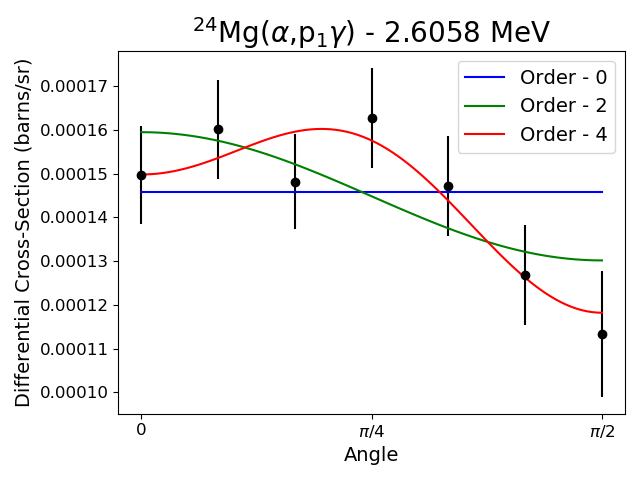 ²⁴Mg(α,p₁γ) - 2.6058 MeV
Differential Cross-Section (barns/sr)
0.00017
0.00016
0.00015
0.00014
0.00013
0.00012
0.00011
0.00010
Order - 0
Order - 2
Order - 4
0
π/4
π/2
Angle